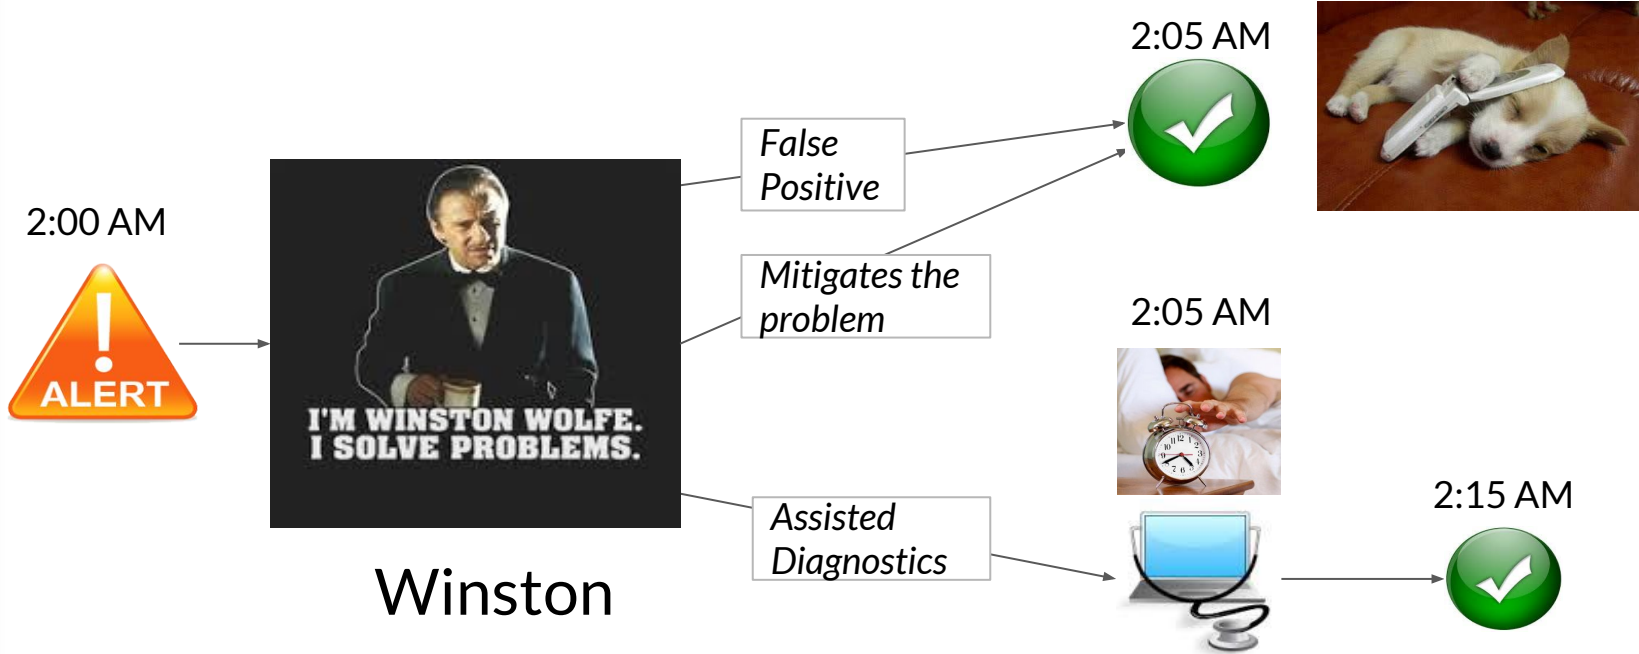 2:00 AM
ALERT
I'M WINSTON WOLFE.
I SOLVE PROBLEMS.
Winston
False
Positive
Mitigates the
problem
Assisted
Diagnostics
2:05 AM
2:05 AM
2:15 AM